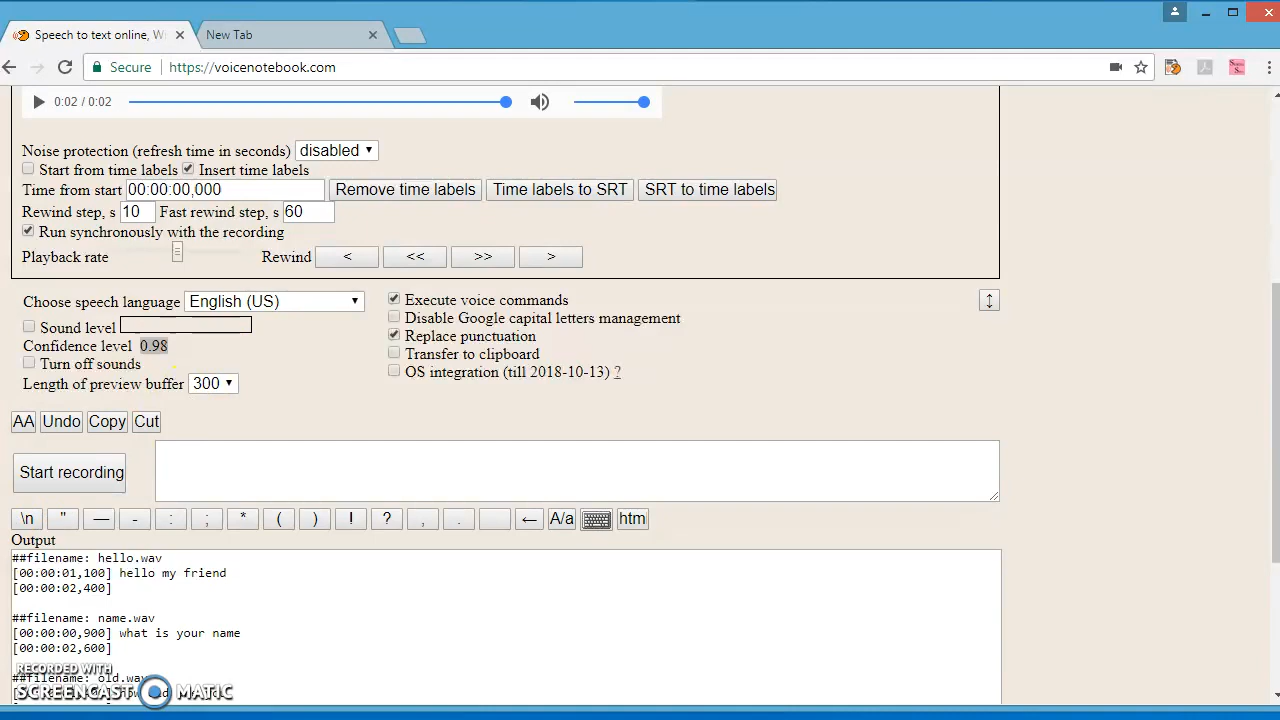 Speech to text online, W
New Tab
Secure https://voicenotebook.com
0:02 / 0:02
Noise protection (refresh time in seconds) disabled
Start from time labels Insert time labels
Time from start 00:00:00,000 Remove time labels Time labels to SRT SRT to time labels
Rewind step, s 10 Fast rewind step, s 60
Run synchronously with the recording
Playback rate Rewind < << >> >
Choose speech language English (US)
Sound level
Confidence level 0.98
Turn off sounds
Length of preview buffer 300
Execute voice commands
Disable Google capital letters management
Replace punctuation
Transfer to clipboard
OS integration (till 2018-10-13) ?
AA Undo Copy Cut
Start recording
\n " — - : ; * ( ) ! ? , . ← A/a htm
Output
##filename: hello.wav
[00:00:01,100] hello my friend
[00:00:02,400]
##filename: name.wav
[00:00:00,900] what is your name
[00:00:02,600]
##filename: old.wav
RECORDED WITH
SCREENCAST MATIC